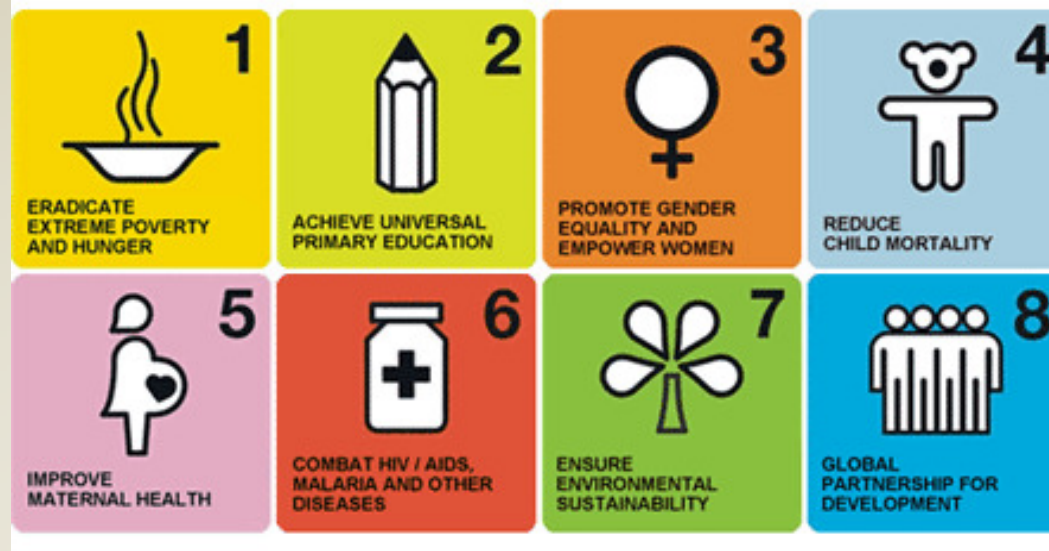 1
ERADICATE
EXTREME POVERTY
AND HUNGER
2
ACHIEVE UNIVERSAL
PRIMARY EDUCATION
3
PROMOTE GENDER
EQUALITY AND
EMPOWER WOMEN
4
REDUCE
CHILD MORTALITY
5
IMPROVE
MATERNAL HEALTH
6
COMBAT HIV / AIDS,
MALARIA AND OTHER
DISEASES
7
ENSURE
ENVIRONMENTAL
SUSTAINABILITY
8
GLOBAL
PARTNERSHIP FOR
DEVELOPMENT